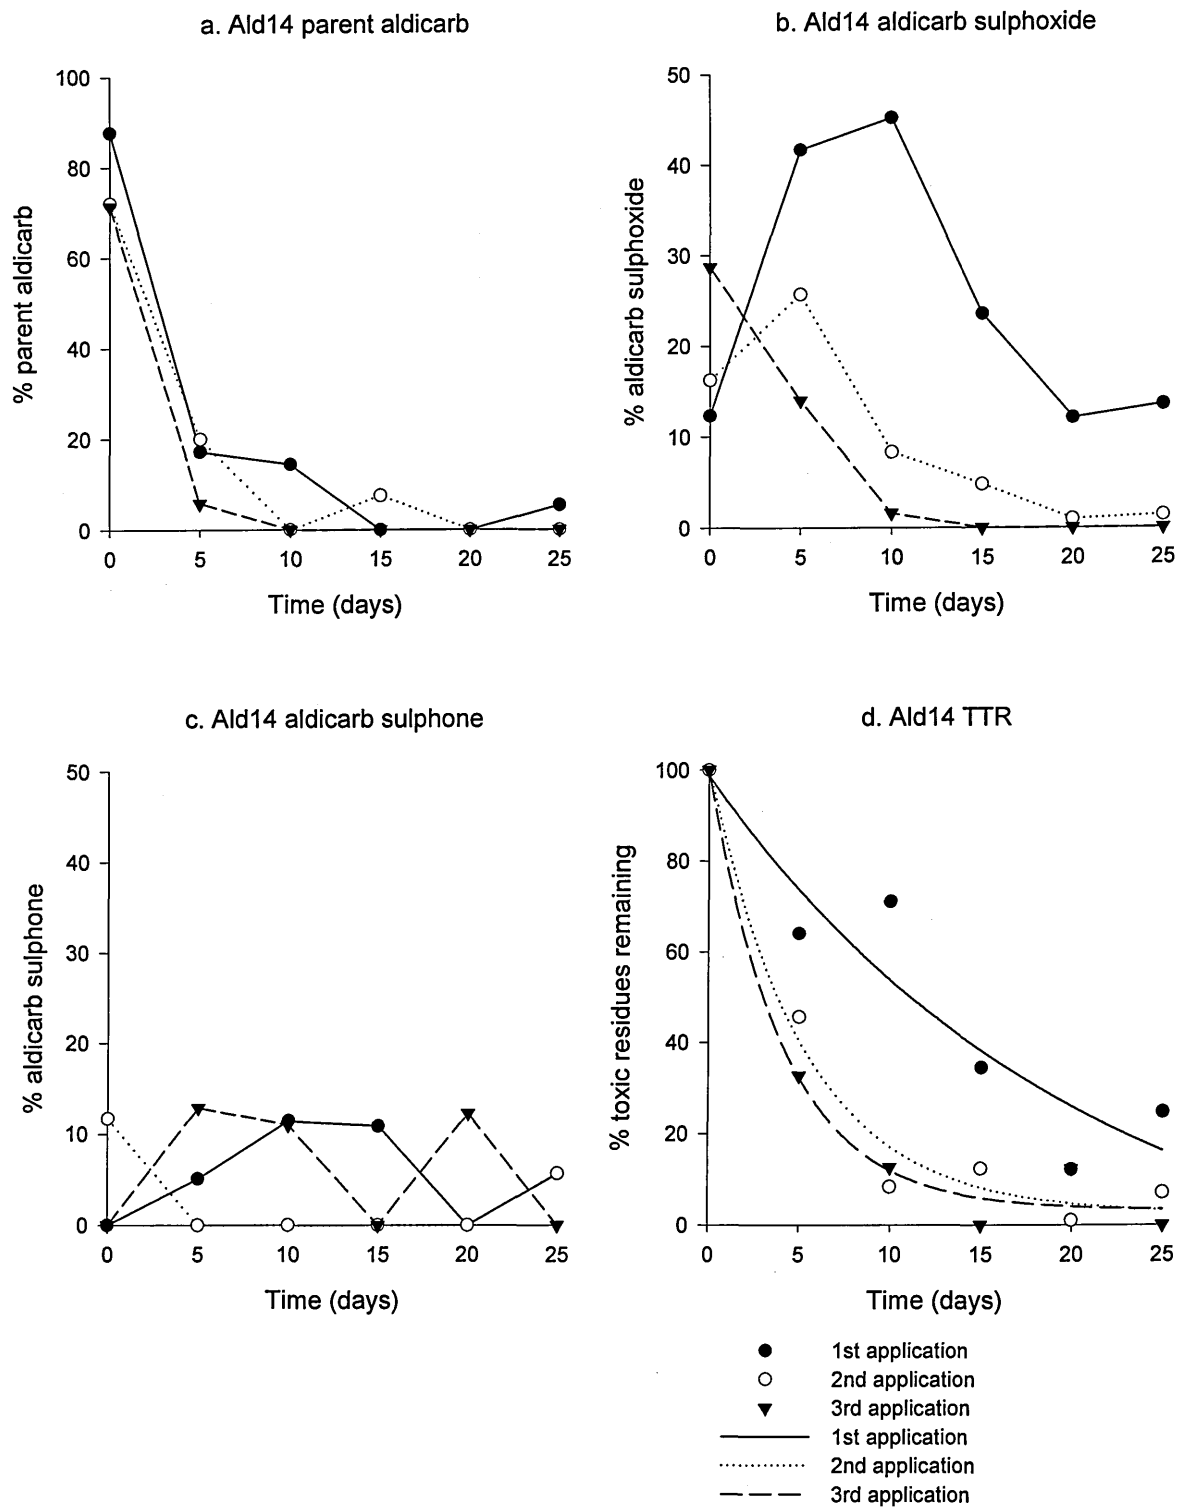 a. Ald14 parent aldicarb
100
80
60
40
20
0
% parent aldicarb
0 5 10 15 20 25
Time (days)
b. Ald14 aldicarb sulphoxide
50
40
30
20
10
0
% aldicarb sulphoxide
0 5 10 15 20 25
Time (days)
c. Ald14 aldicarb sulphone
50
40
30
20
10
0
% aldicarb sulphone
0 5 10 15 20 25
Time (days)
d. Ald14 TTR
100
80
60
40
20
0
% toxic residues remaining
0 5 10 15 20 25
Time (days)
1st application
2nd application
3rd application
1st application
2nd application
3rd application